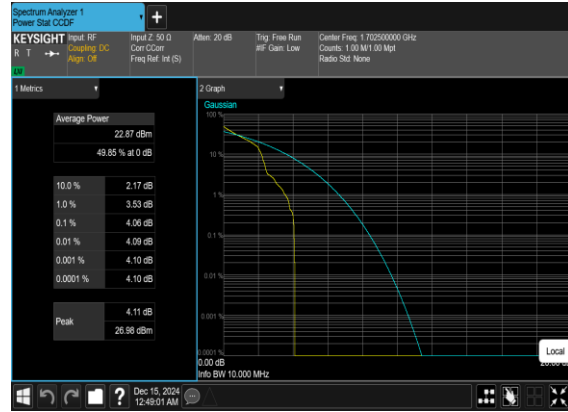 Spectrum Analyzer 1
Power Stat CCDF
KEYSIGHT
R T
LXI
Input: RF
Coupling: DC
Align: Off
Input Z: 50 Ω
Corr CCorr
Freq Ref: Int (S)
Atten: 20 dB
Trig: Free Run
#IF Gain: Low
Center Freq: 1.702500000 GHz
Counts: 1.00 M/1.00 Mpt
Radio Std: None
1 Metrics
Average Power
22.87 dBm
49.85 % at 0 dB
10.0 % 2.17 dB
1.0 % 3.53 dB
0.1 % 4.06 dB
0.01 % 4.09 dB
0.001 % 4.10 dB
0.0001 % 4.10 dB
Peak
4.11 dB
26.98 dBm
2 Graph
Gaussian
100 %
10 %
1 %
0.1 %
0.01 %
0.001 %
0.0001 %
0.00 dB
Info BW 10.000 MHz
Local
?
Dec 15, 2024
12:49:01 AM